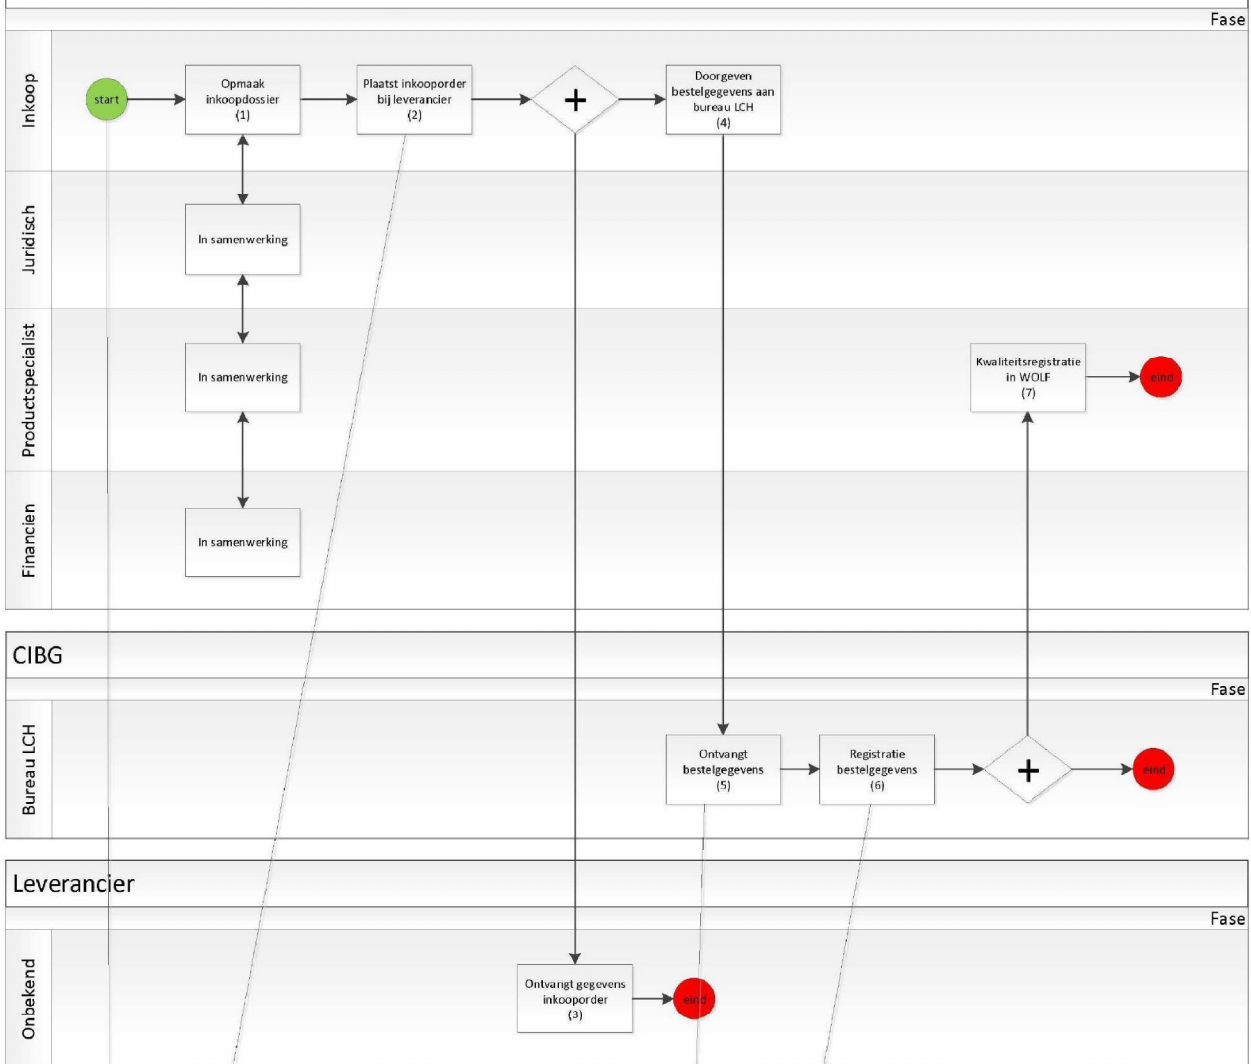 Fase
Inkoop
start
Opmaak
inkoopdossier
(1)
Plaatst inkooporder
bij leverancier
(2)
+
Doorgeven
bestelgegevens aan
bureau LCH
(4)
Juridisch
In samenwerking
Productspecialist
In samenwerking
Kwaliteitsregistratie
in WOLF
(7)
eind
Financien
In samenwerking
CIBG
Fase
Bureau LCH
Ontvangt
bestelgegevens
(5)
Registratie
bestelgegevens
(6)
+
eind
Leverancier
Fase
Onbekend
Ontvangt gegevens
inkooporder
(3)
eind